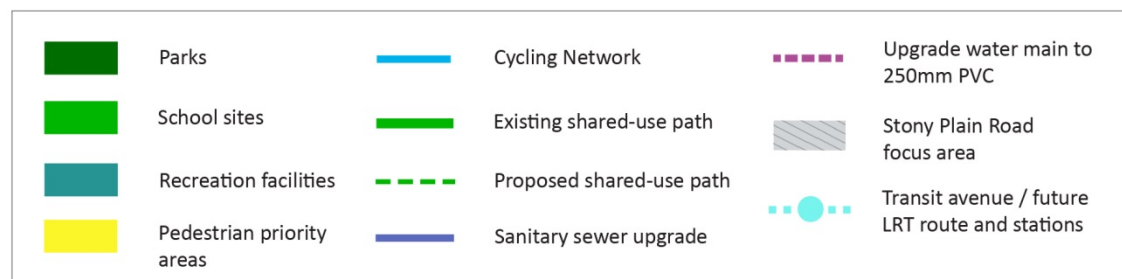 Parks
School sites
Recreation facilities
Pedestrian priority
areas
Cycling Network
Existing shared-use path
Proposed shared-use path
Sanitary sewer upgrade
Upgrade water main to
250mm PVC
Stony Plain Road
focus area
Transit avenue / future
LRT route and stations